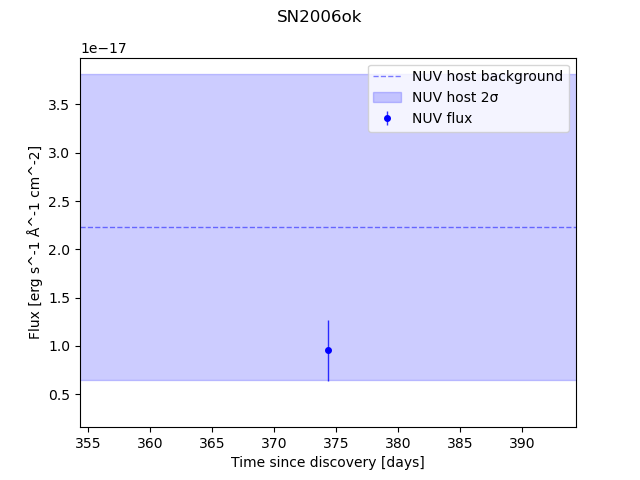 SN2006ok
1e−17
NUV host background
NUV host 2σ
NUV flux
3.5
3.0
2.5
2.0
1.5
1.0
0.5
Flux [erg s^-1 Å^-1 cm^-2]
355 360 365 370 375 380 385 390
Time since discovery [days]